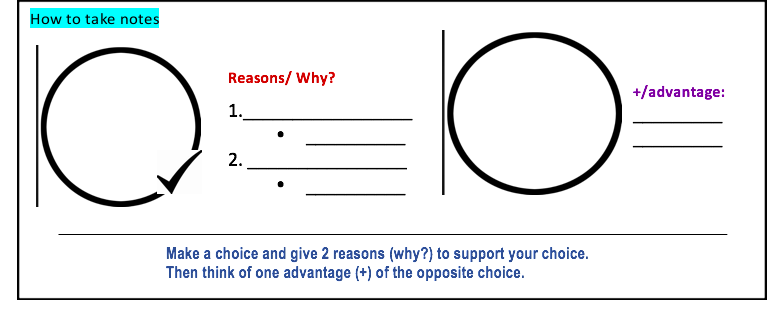 How to take notes
Reasons/ Why?
1.
•
2.
•
+/advantage:
Make a choice and give 2 reasons (why?) to support your choice.
Then think of one advantage (+) of the opposite choice.